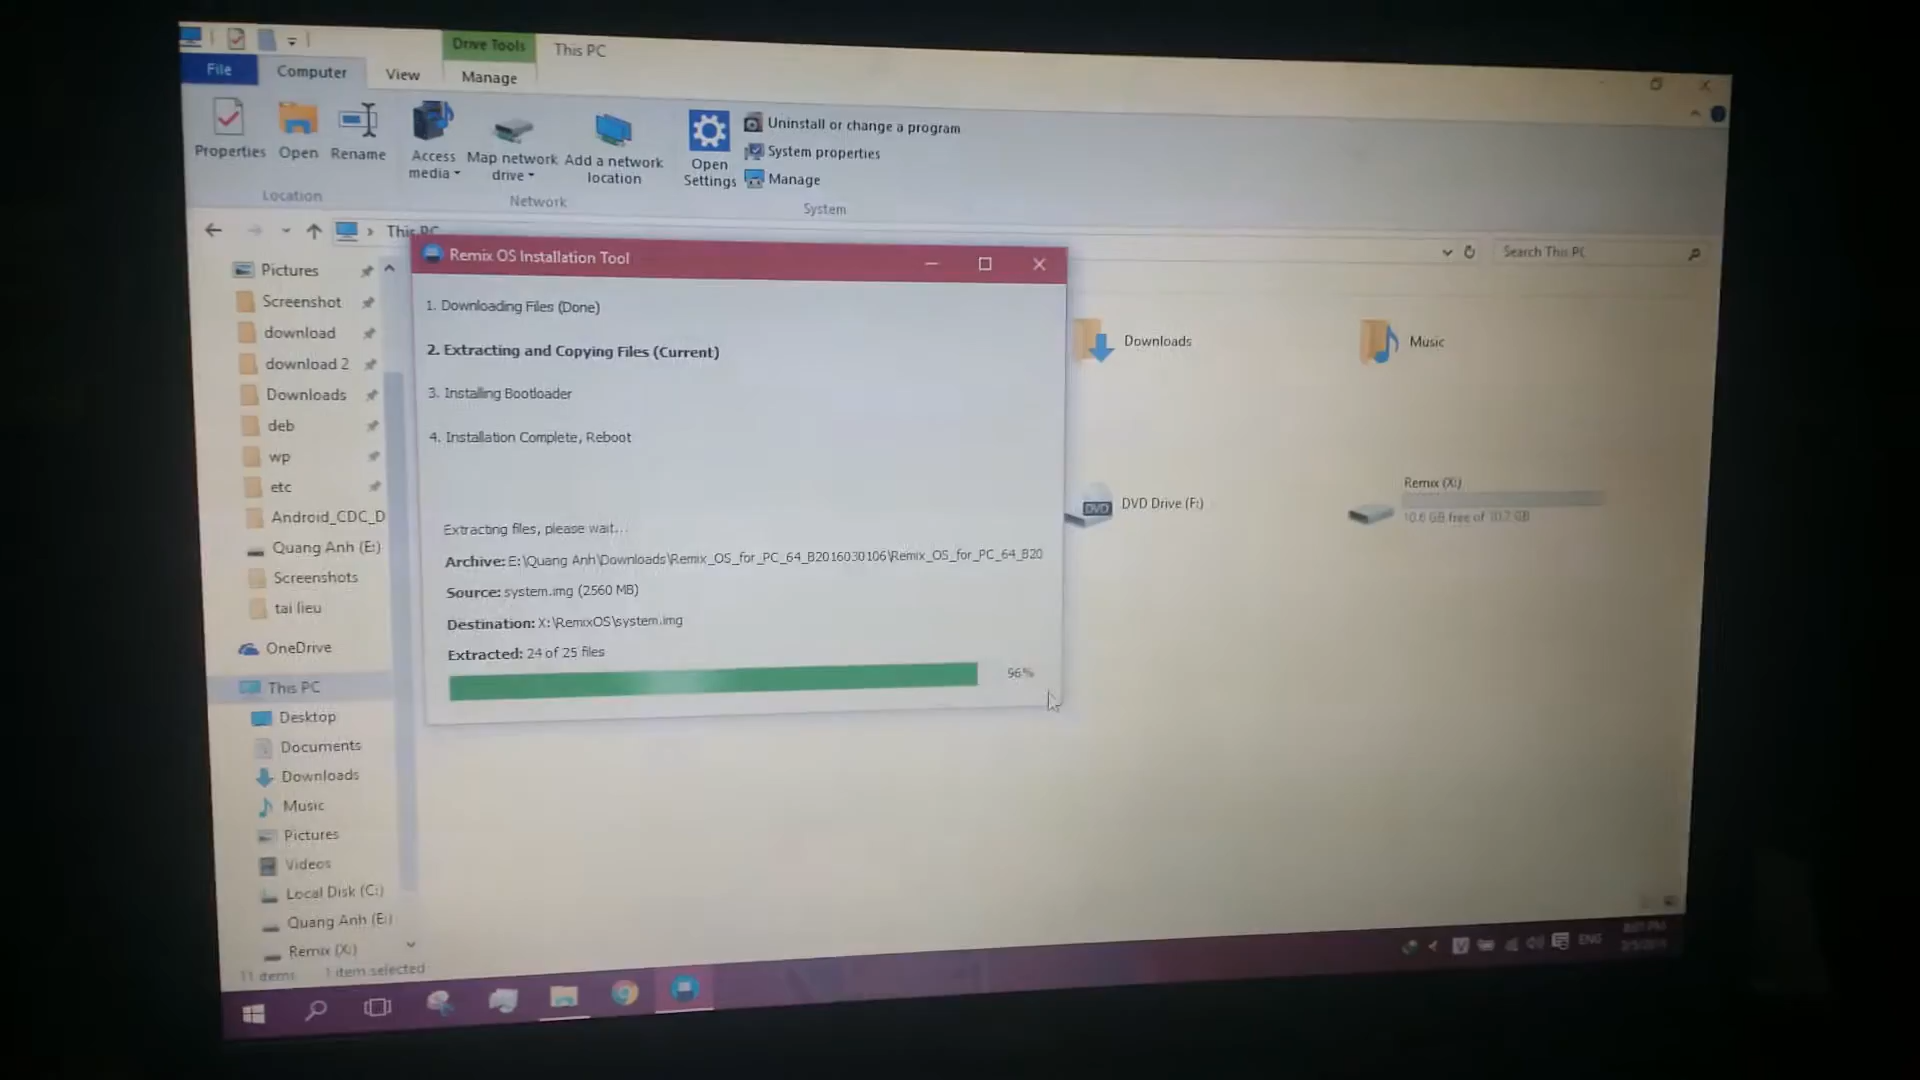 Drive Tools
This PC
File
Computer
View
Manage
Properties
Open
Rename
Access media
Map network drive
Add a network location
Open Settings
Uninstall or change a program
System properties
Manage
Location
Network
System
This PC
Search This PC
Pictures
Screenshot
download
download 2
Downloads
deb
wp
etc
Android_CDC_D
Quang Anh (E:)
Screenshots
tai lieu
OneDrive
This PC
Desktop
Documents
Downloads
Music
Pictures
Videos
Local Disk (C:)
Quang Anh (E:)
Remix (X:)
11 items
1 item selected
Remix OS Installation Tool
1. Downloading Files (Done)
2. Extracting and Copying Files (Current)
3. Installing Bootloader
4. Installation Complete, Reboot
Extracting files, please wait...
Archive: E:\Quang Anh\Downloads\Remix_OS_for_PC_64_B2016030106\Remix_OS_for_PC_64_B20
Source: system.img (2560 MB)
Destination: X:\RemixOS\system.img
Extracted: 24 of 25 files
96%
Downloads
Music
DVD
DVD Drive (F:)
Remix (X:)
10.6 GB free of 10.7 GB
ENG